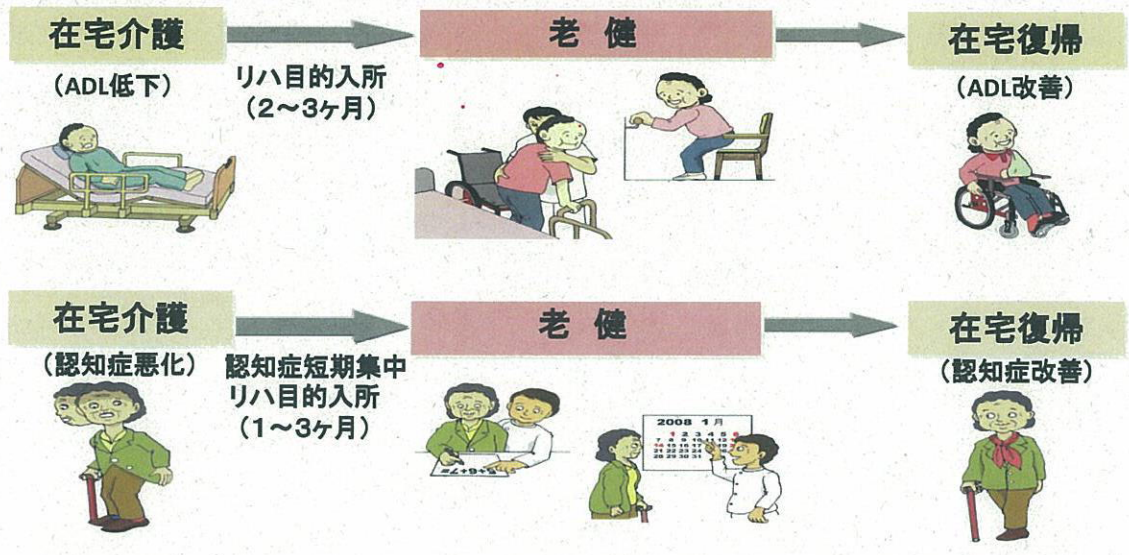 在宅介護
老健
在宅復帰
(ADL低下)
リハ目的入所
(2～3ヶ月)
(ADL改善)
在宅介護
老健
在宅復帰
(認知症悪化)
認知症短期集中
リハ目的入所
(1～3ヶ月)
(認知症改善)
5+6+7=
2008 1月